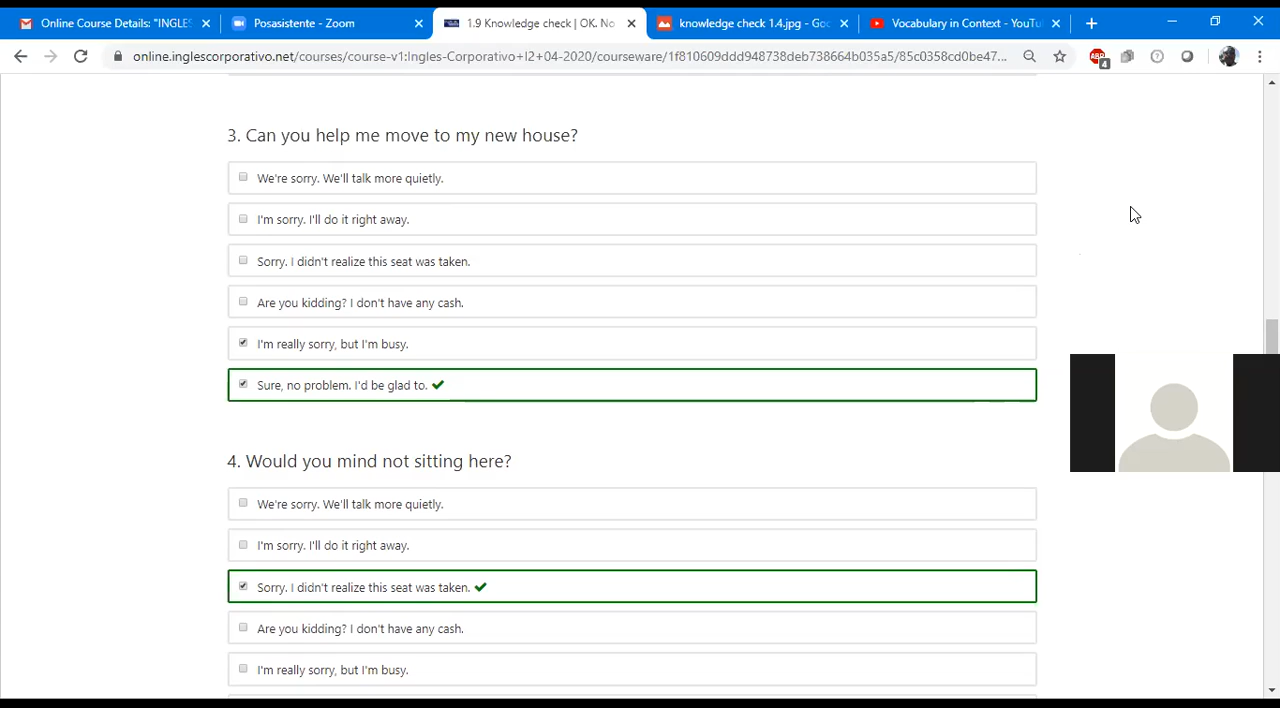 Online Course Details: "INGLES
Posasistente - Zoom
1.9 Knowledge check | OK. No
knowledge check 1.4.jpg - Goo
Vocabulary in Context - YouTu
online.inglescorporativo.net/courses/course-v1:Ingles-Corporativo+I2+04-2020/courseware/1f810609ddd948738deb738664b035a5/85c0358cd0be47...
ABP
4
3. Can you help me move to my new house?
We're sorry. We'll talk more quietly.
I'm sorry. I'll do it right away.
Sorry. I didn't realize this seat was taken.
Are you kidding? I don't have any cash.
I'm really sorry, but I'm busy.
Sure, no problem. I'd be glad to.
4. Would you mind not sitting here?
We're sorry. We'll talk more quietly.
I'm sorry. I'll do it right away.
Sorry. I didn't realize this seat was taken.
Are you kidding? I don't have any cash.
I'm really sorry, but I'm busy.